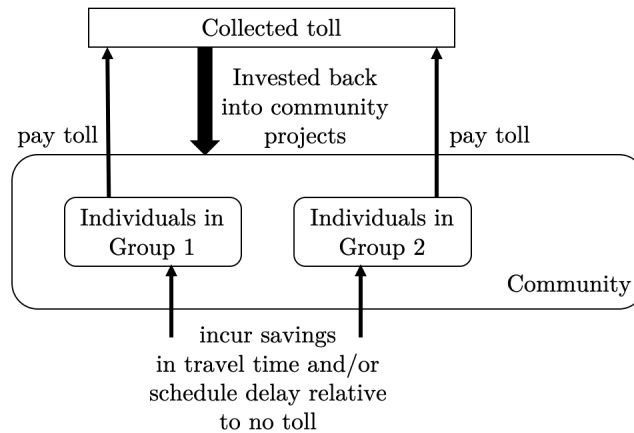 Collected toll
Invested back
into community
projects
pay toll
pay toll
Individuals in
Group 1
Individuals in
Group 2
Community
incur savings
in travel time and/or
schedule delay relative
to no toll